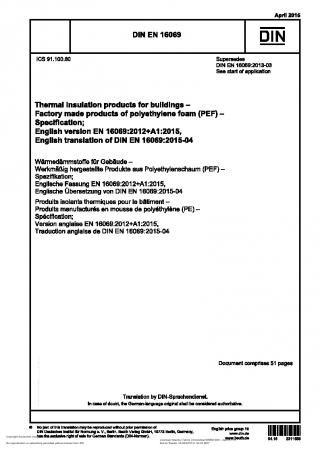 April 2015
DIN EN 16069
DIN
ICS 91.100.60
Supersedes
DIN EN 16069:2013-03
See start of application
Thermal insulation products for buildings –
Factory made products of polyethylene foam (PEF) –
Specification;
English version EN 16069:2012+A1:2015,
English translation of DIN EN 16069:2015-04
Wärmedämmstoffe für Gebäude –
Werkmäßig hergestellte Produkte aus Polyethylenschaum (PEF) –
Spezifikation;
Englische Fassung EN 16069:2012+A1:2015,
Englische Übersetzung von DIN EN 16069:2015-04
Produits isolants thermiques pour le bâtiment –
Produits manufacturés en mousse de polyéthylène (PE) –
Spécification;
Version anglaise EN 16069:2012+A1:2015,
Traduction anglaise de DIN EN 16069:2015-04
Document comprises 51 pages
Translation by DIN-Sprachendienst.
In case of doubt, the German-language original shall be considered authoritative.
© No part of this translation may be reproduced without prior permission of
DIN Deutsches Institut für Normung e. V., Berlin. Beuth Verlag GmbH, 10772 Berlin, Germany,
has the exclusive right of sale for German Standards (DIN-Normen).
English price group
www.din.de
www.beuth.de